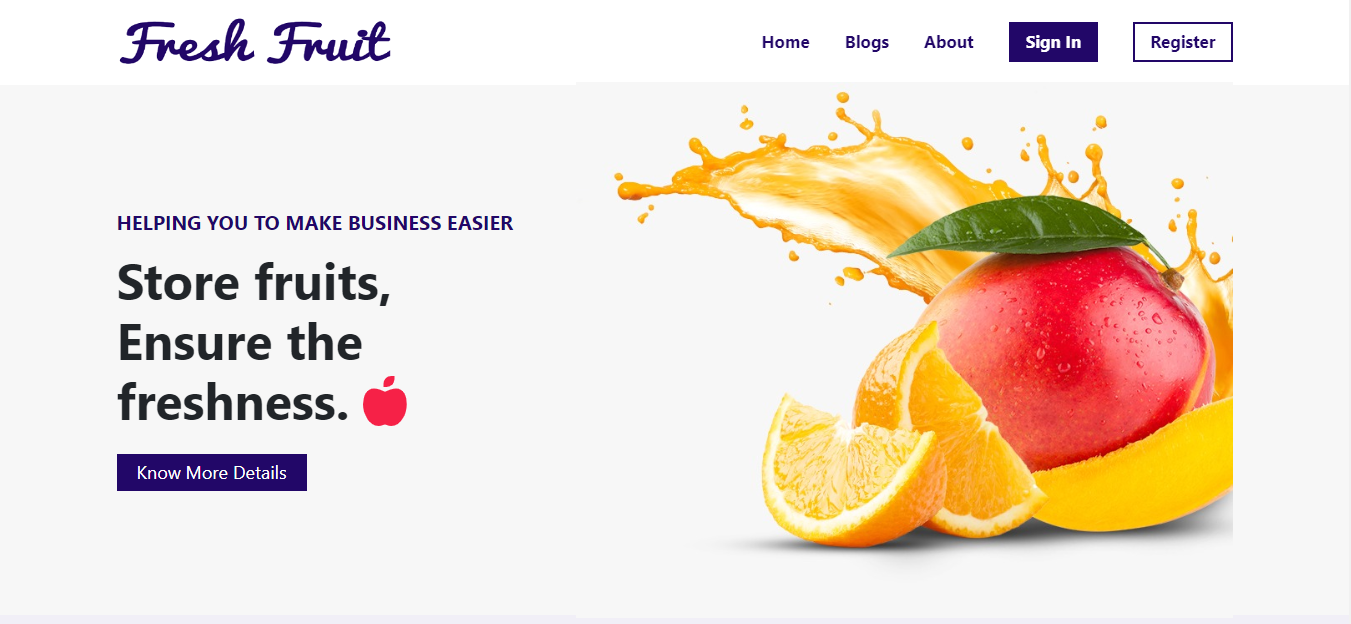 Fresh Fruit
Home Blogs About Sign In Register
HELPING YOU TO MAKE BUSINESS EASIER
Store fruits,
Ensure the
freshness.
Know More Details